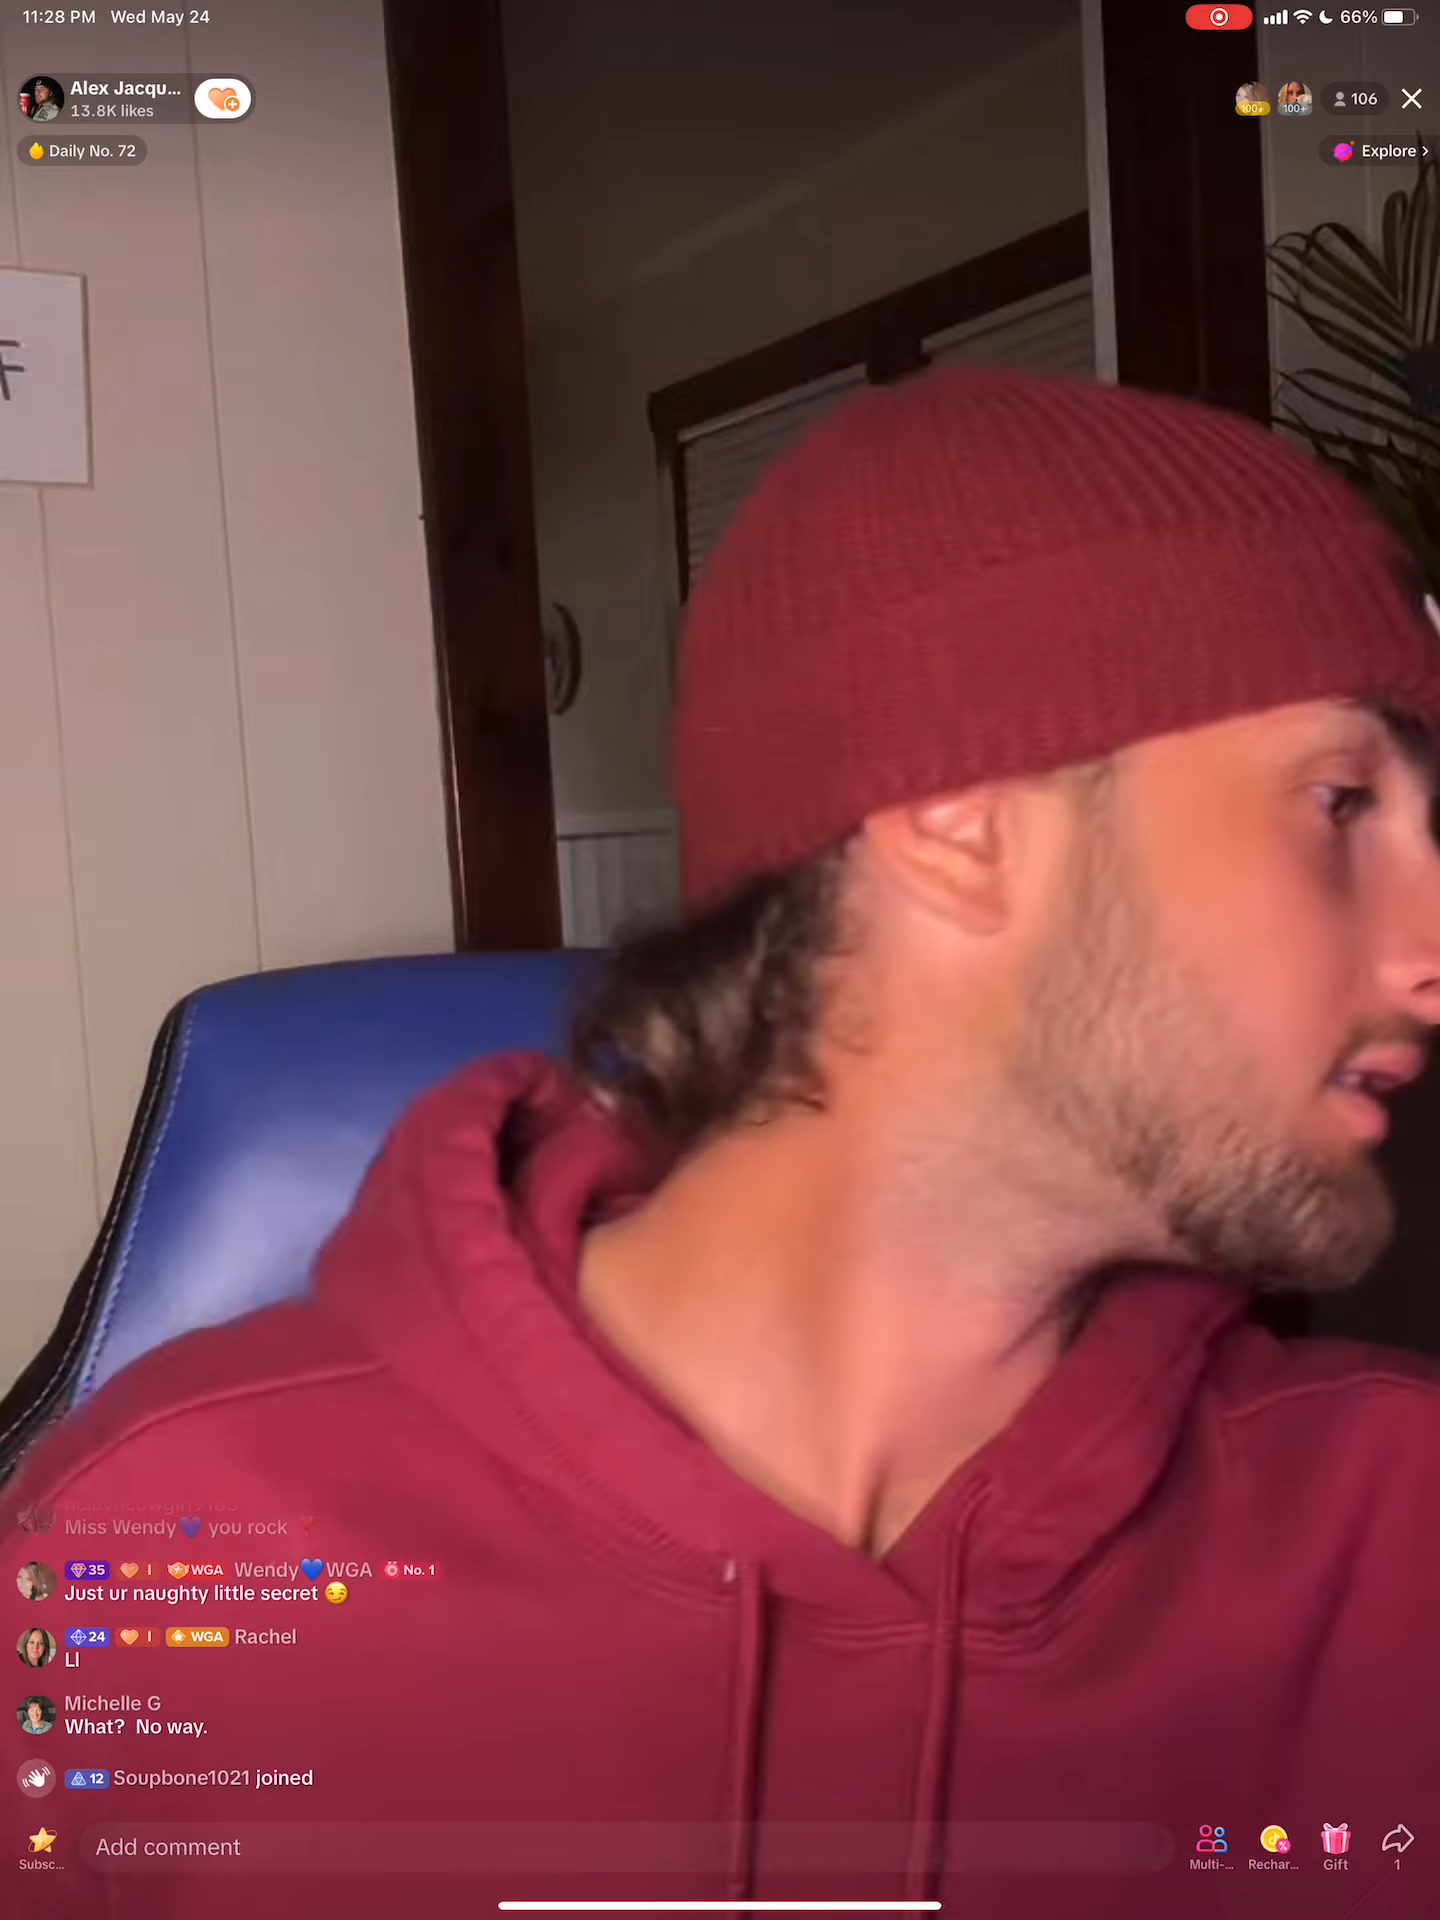 11:28 PM Wed May 24
66%
Alex Jacqu...
13.8K likes
100+
100+
106
Daily No. 72
Explore >
F
Miss Wendy💙 you rock
35 I WGA Wendy💙WGA No. 1
Just ur naughty little secret 😏
24 I WGA Rachel
Ll
Michelle G
What? No way.
12 Soupbone1021 joined
Add comment
Subsc...
Multi-...
Rechar...
Gift
1